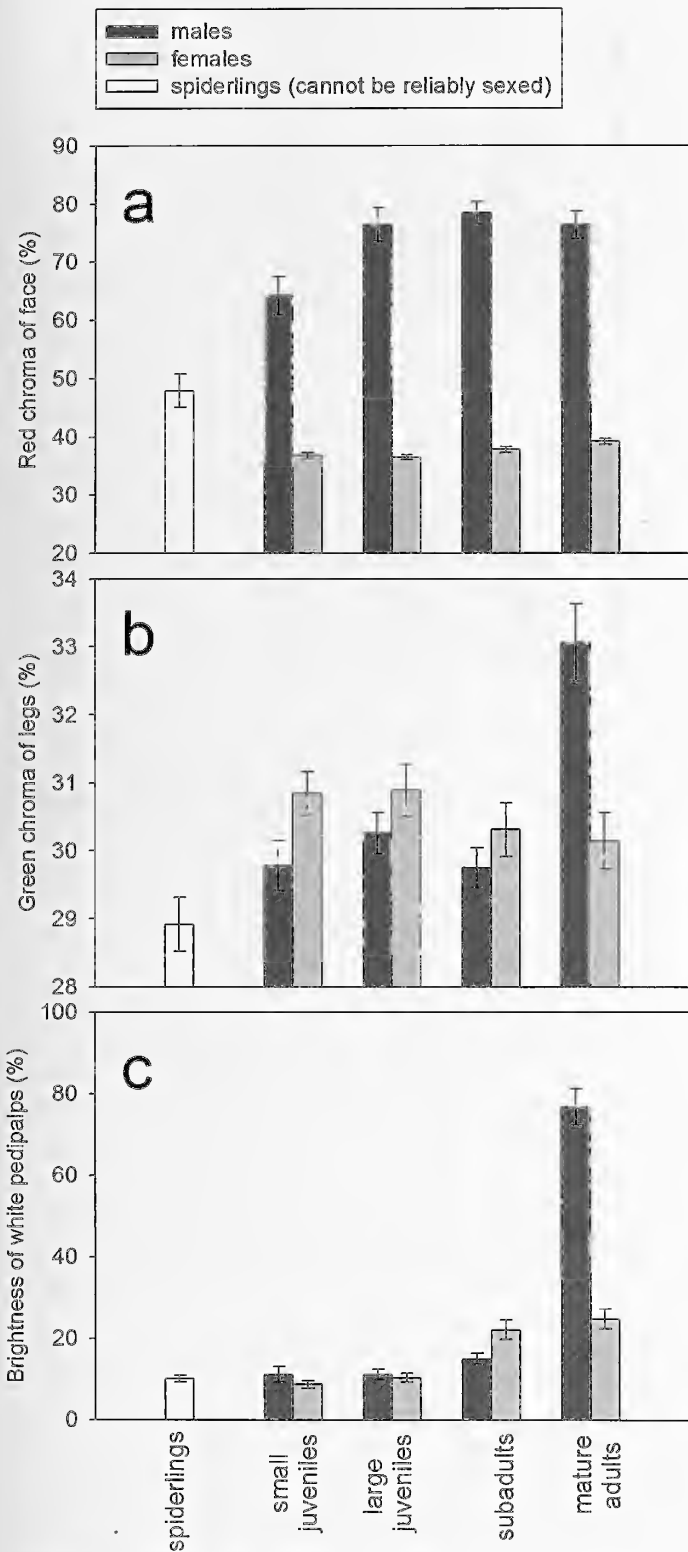 males
females
spiderlings (cannot be reliably sexed)
a
Red chroma of face (%)
90
80
70
60
50
40
30
20
b
Green chroma of legs (%)
34
33
32
31
30
29
28
c
Brightness of white pedipalps (%)
100
80
60
40
20
0
spiderlings
small
juveniles
large
juveniles
subadults
mature
adults